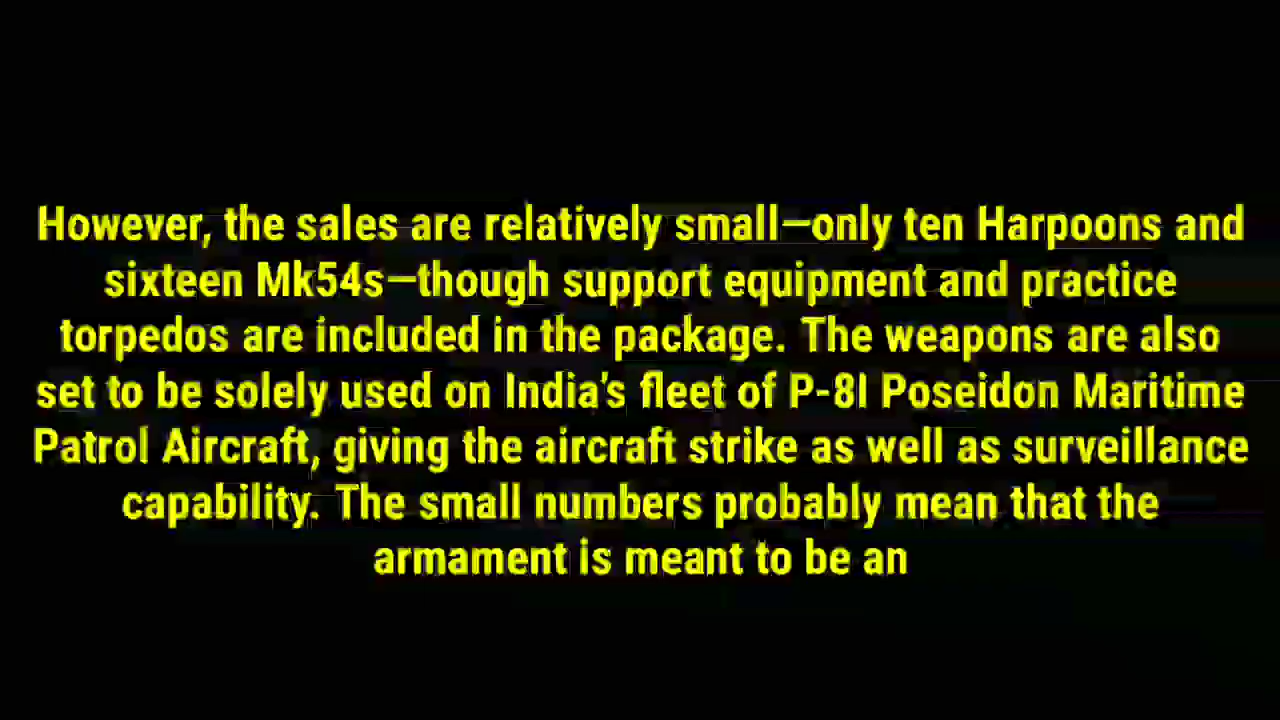 However, the sales are relatively small—only ten Harpoons and
sixteen Mk54s—though support equipment and practice
torpedos are included in the package. The weapons are also
set to be solely used on India's fleet of P-8I Poseidon Maritime
Patrol Aircraft, giving the aircraft strike as well as surveillance
capability. The small numbers probably mean that the
armament is meant to be an